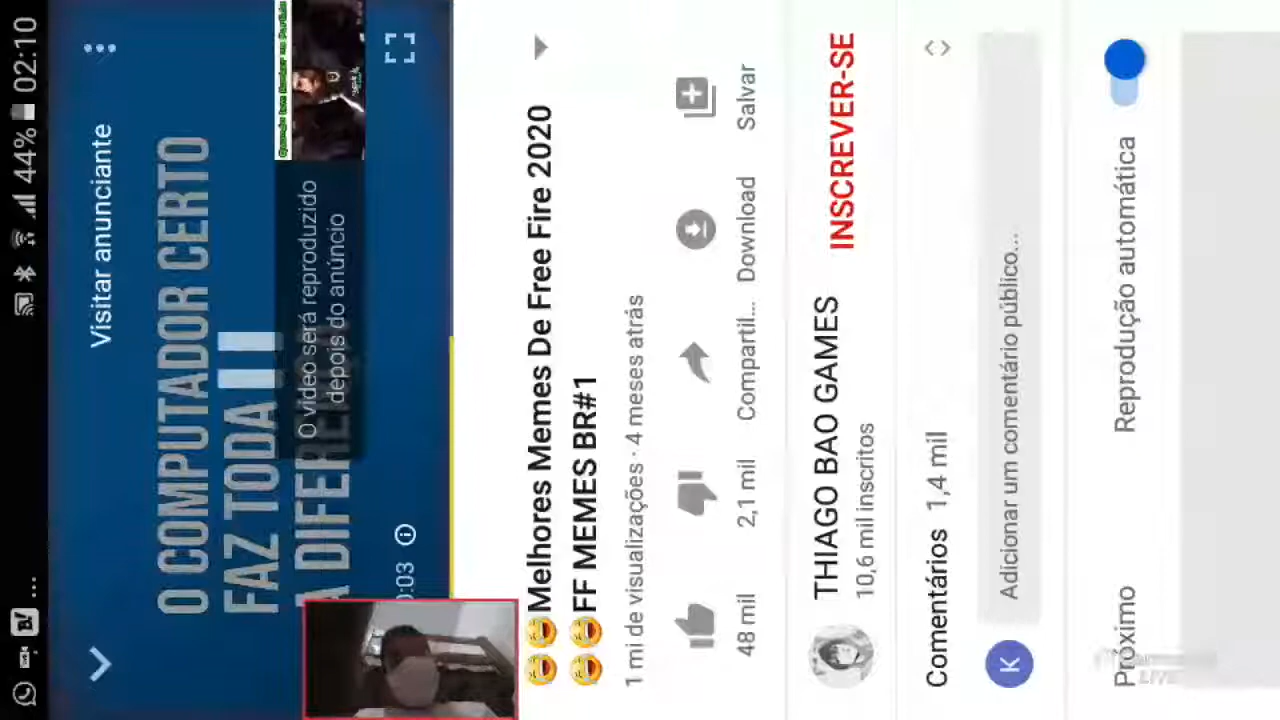 44% 02:10
Visitar anunciante
O COMPUTADOR CERTO
FAZ TODA
A DIFEREN
O vídeo será reproduzido
depois do anúncio
0:03
😂😂Melhores Memes De Free Fire 2020
😂😂FF MEMES BR#1
1 mi de visualizações · 4 meses atrás
48 mil
2,1 mil
Compartil...
Download
Salvar
THIAGO BAO GAMES
10,6 mil inscritos
INSCREVER-SE
Comentários 1,4 mil
K
Adicionar um comentário público...
Próximo
Reprodução automática
LIVE